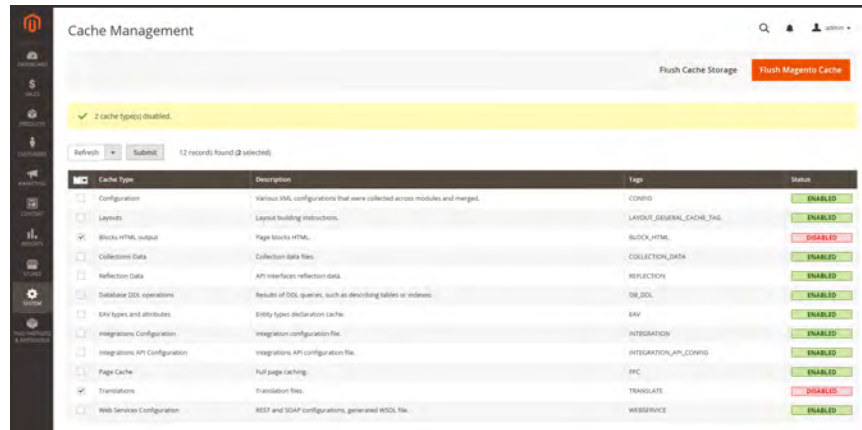 Cache Management
admin
DASHBOARD
SALES
PRODUCTS
CUSTOMERS
MARKETING
CONTENT
REPORTS
STORES
SYSTEM
Flush Cache Storage Flush Magento Cache
2 cache type(s) disabled.
Refresh Submit 12 records found (2 selected)
Cache Type Description Tags Status
Configuration Various XML configurations that were collected across modules and merged. CONFIG ENABLED
Layouts Layout building instructions. LAYOUT_GENERAL_CACHE_TAG ENABLED
Blocks HTML output Page blocks HTML. BLOCK_HTML DISABLED
Collections Data Collection data files. COLLECTION_DATA ENABLED
Reflection Data API interfaces reflection data. REFLECTION ENABLED
Database DDL operations Results of DDL queries, such as describing tables or indexes. DB_DDL ENABLED
EAV types and attributes Entity types declaration cache. EAV ENABLED
Integrations Configuration Integration configuration file. INTEGRATION ENABLED
Integrations API Configuration Integrations API configuration file. INTEGRATION_API_CONFIG ENABLED
Page Cache Full page caching. FPC ENABLED
Translations Translation files. TRANSLATE DISABLED
Web Services Configuration REST and SOAP configurations, generated WSDL file. WEBSERVICE ENABLED